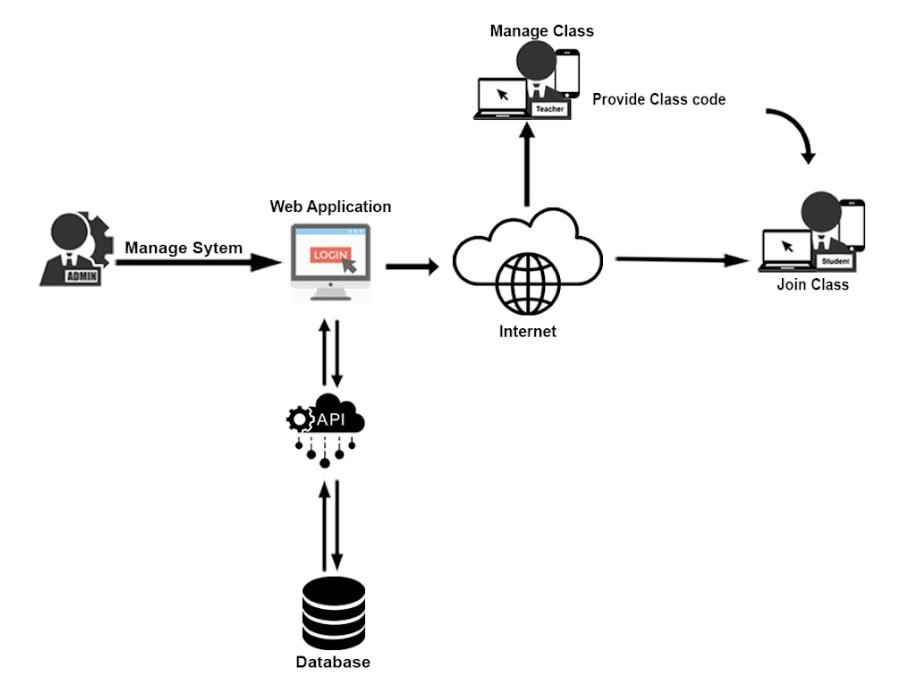 Manage Class
Teacher
Provide Class code
Web Application
LOGIN
Manage Sytem
ADMIN
Student
Join Class
Internet
API
Database